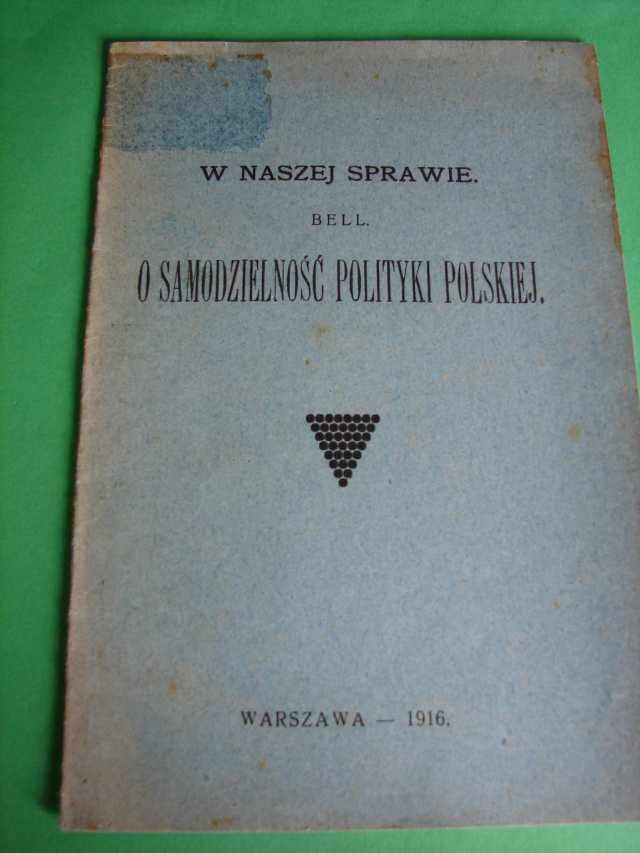 W NASZEJ SPRAWIE.
BELL.
O SAMODZIELNOŚĆ POLITYKI POLSKIEJ.
WARSZAWA — 1916.